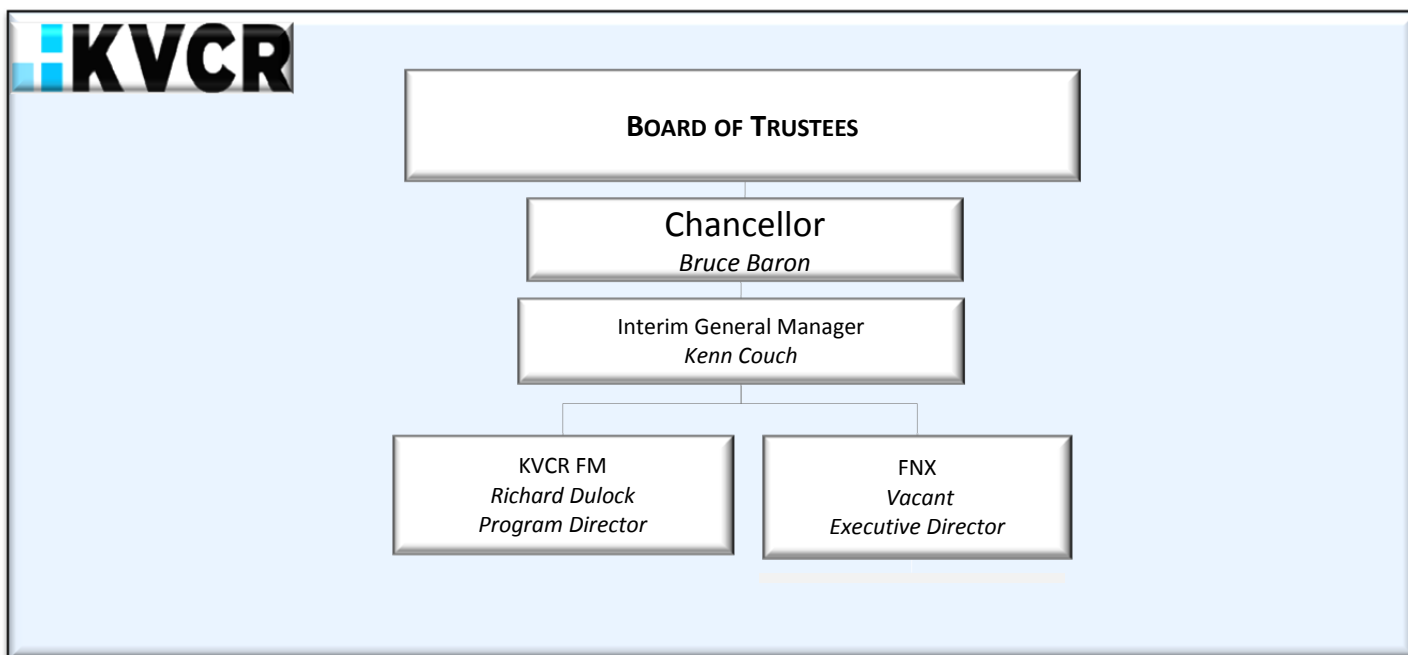 KVCR
BOARD OF TRUSTEES
Chancellor
Bruce Baron
Interim General Manager
Kenn Couch
KVCR FM
Richard Dulock
Program Director
FNX
Vacant
Executive Director